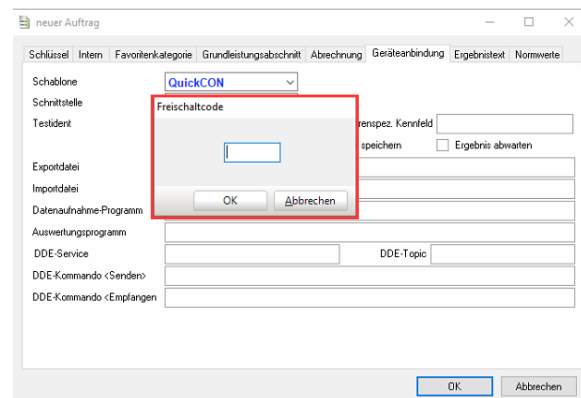 neuer Auftrag
Schlüssel Intern Favoritenkategorie Grundleistungsabschnitt Abrechnung Geräteanbindung Ergebnistext Normwerte
Schablone QuickCON
Schnittstelle
Freischaltcode
Testident renspez. Kennfeld
speichern Ergebnis abwarten
Exportdatei
Importdatei
OK Abbrechen
Datenaufnahme-Programm
Auswertungsprogramm
DDE-Service DDE-Topic
DDE-Kommando <Senden>
DDE-Kommando <Empfangen
OK Abbrechen